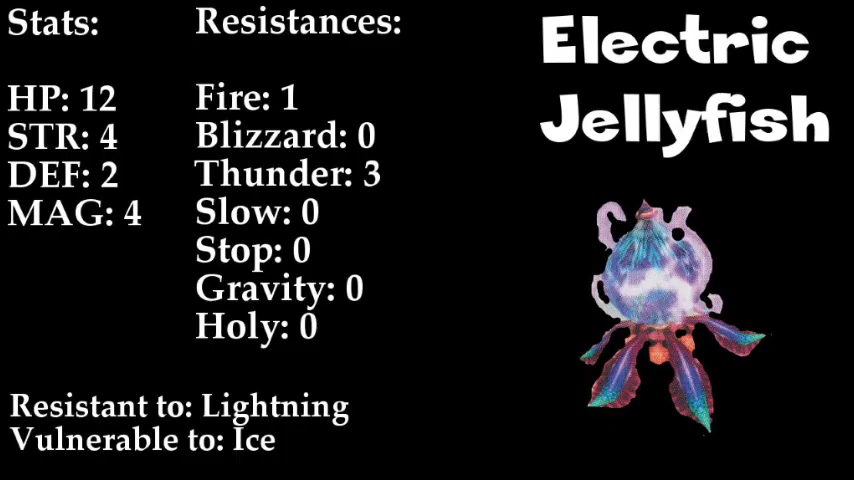 Stats:
HP: 12
STR: 4
DEF: 2
MAG: 4
Resistances:
Fire: 1
Blizzard: 0
Thunder: 3
Slow: 0
Stop: 0
Gravity: 0
Holy: 0
Resistant to: Lightning
Vulnerable to: Ice
Electric
Jellyfish